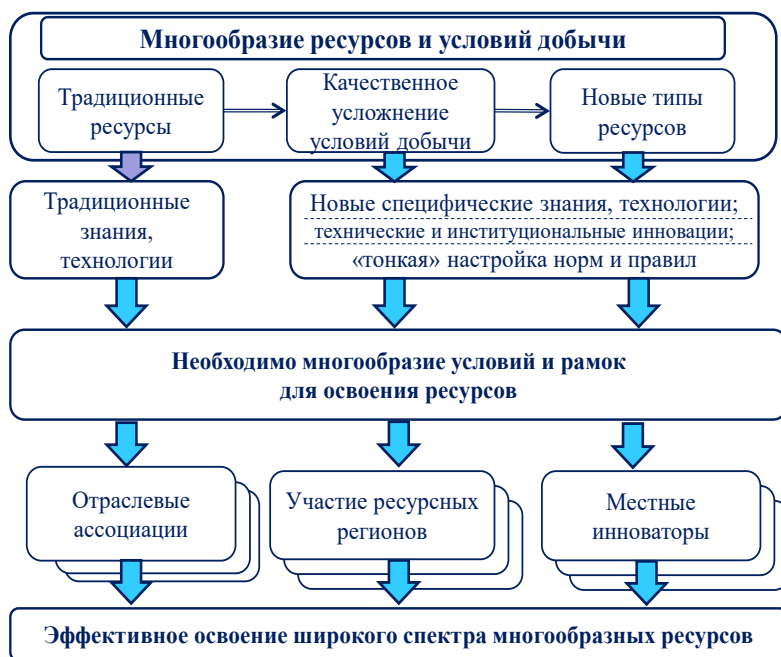 Многообразие ресурсов и условий добычи
Традиционные
ресурсы
Качественное
усложнение
условий добычи
Новые типы
ресурсов
Традиционные
знания,
технологии
Новые специфические знания, технологии;
технические и институциональные инновации;
«тонкая» настройка норм и правил
Необходимо многообразие условий и рамок
для освоения ресурсов
Отраслевые
ассоциации
Участие ресурсных
регионов
Местные
инноваторы
Эффективное освоение широкого спектра многообразных ресурсов